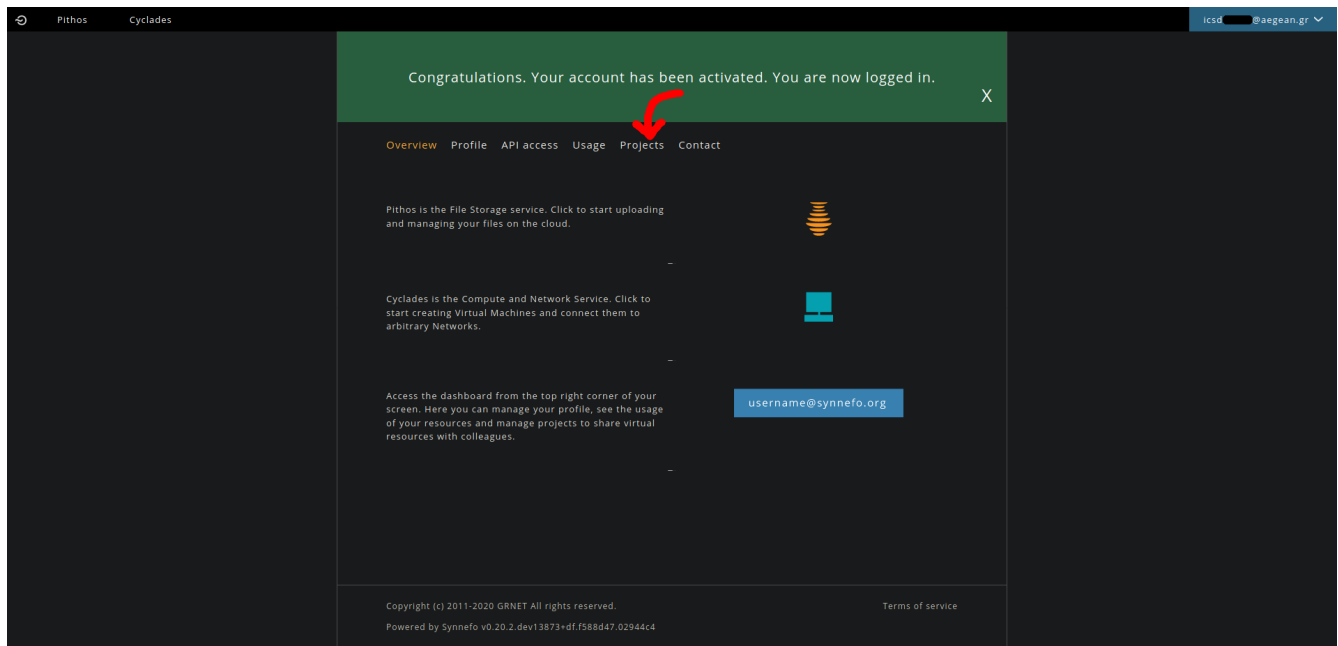 Pithos Cyclades icsd @aegean.gr
Congratulations. Your account has been activated. You are now logged in.
X
Overview Profile API access Usage Projects Contact
Pithos is the File Storage service. Click to start uploading
and managing your files on the cloud.
Cyclades is the Compute and Network Service. Click to
start creating Virtual Machines and connect them to
arbitrary Networks.
Access the dashboard from the top right corner of your
screen. Here you can manage your profile, see the usage
of your resources and manage projects to share virtual
resources with colleagues.
username@synnefo.org
Copyright (c) 2011-2020 GRNET All rights reserved. Terms of service
Powered by Synnefo v0.20.2.dev13873+df.f588d47.02944c4